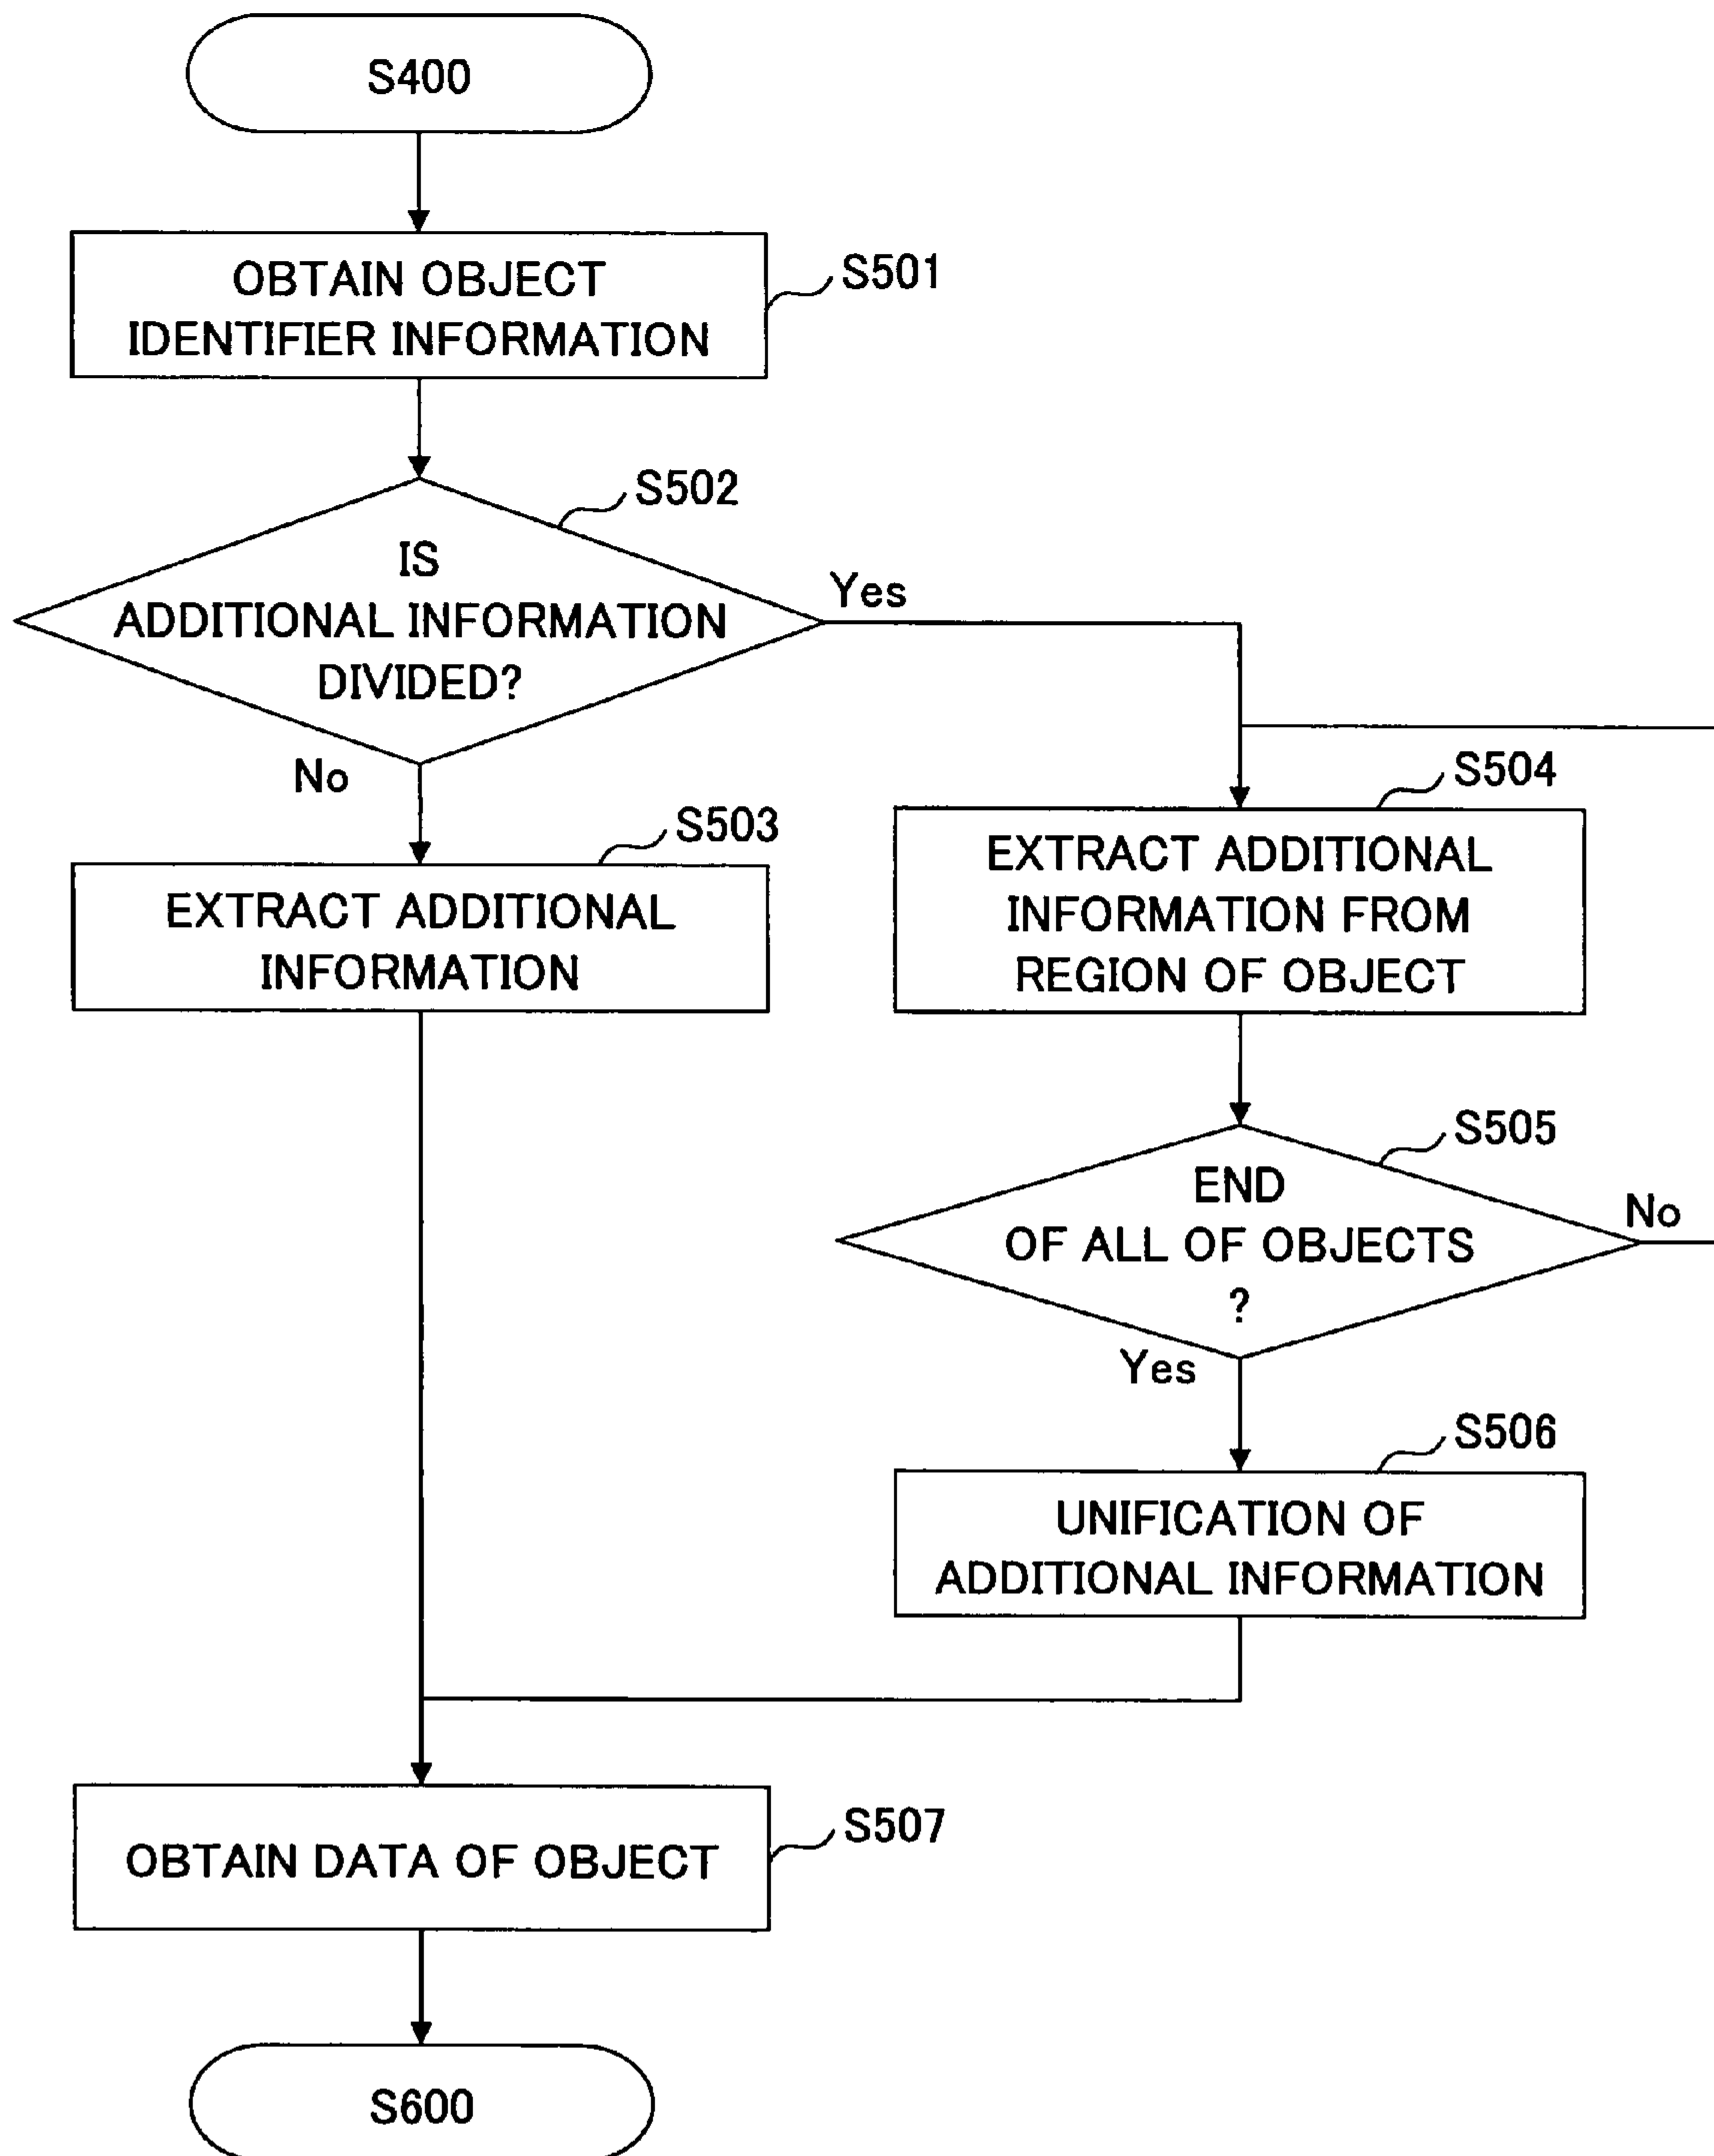 S400
OBTAIN OBJECT
IDENTIFIER INFORMATION
S501
S502
IS
ADDITIONAL INFORMATION
DIVIDED?
Yes
No
S503
EXTRACT ADDITIONAL
INFORMATION
S504
EXTRACT ADDITIONAL
INFORMATION FROM
REGION OF OBJECT
S505
END
OF ALL OF OBJECTS
?
No
Yes
S506
UNIFICATION OF
ADDITIONAL INFORMATION
S507
OBTAIN DATA OF OBJECT
S600